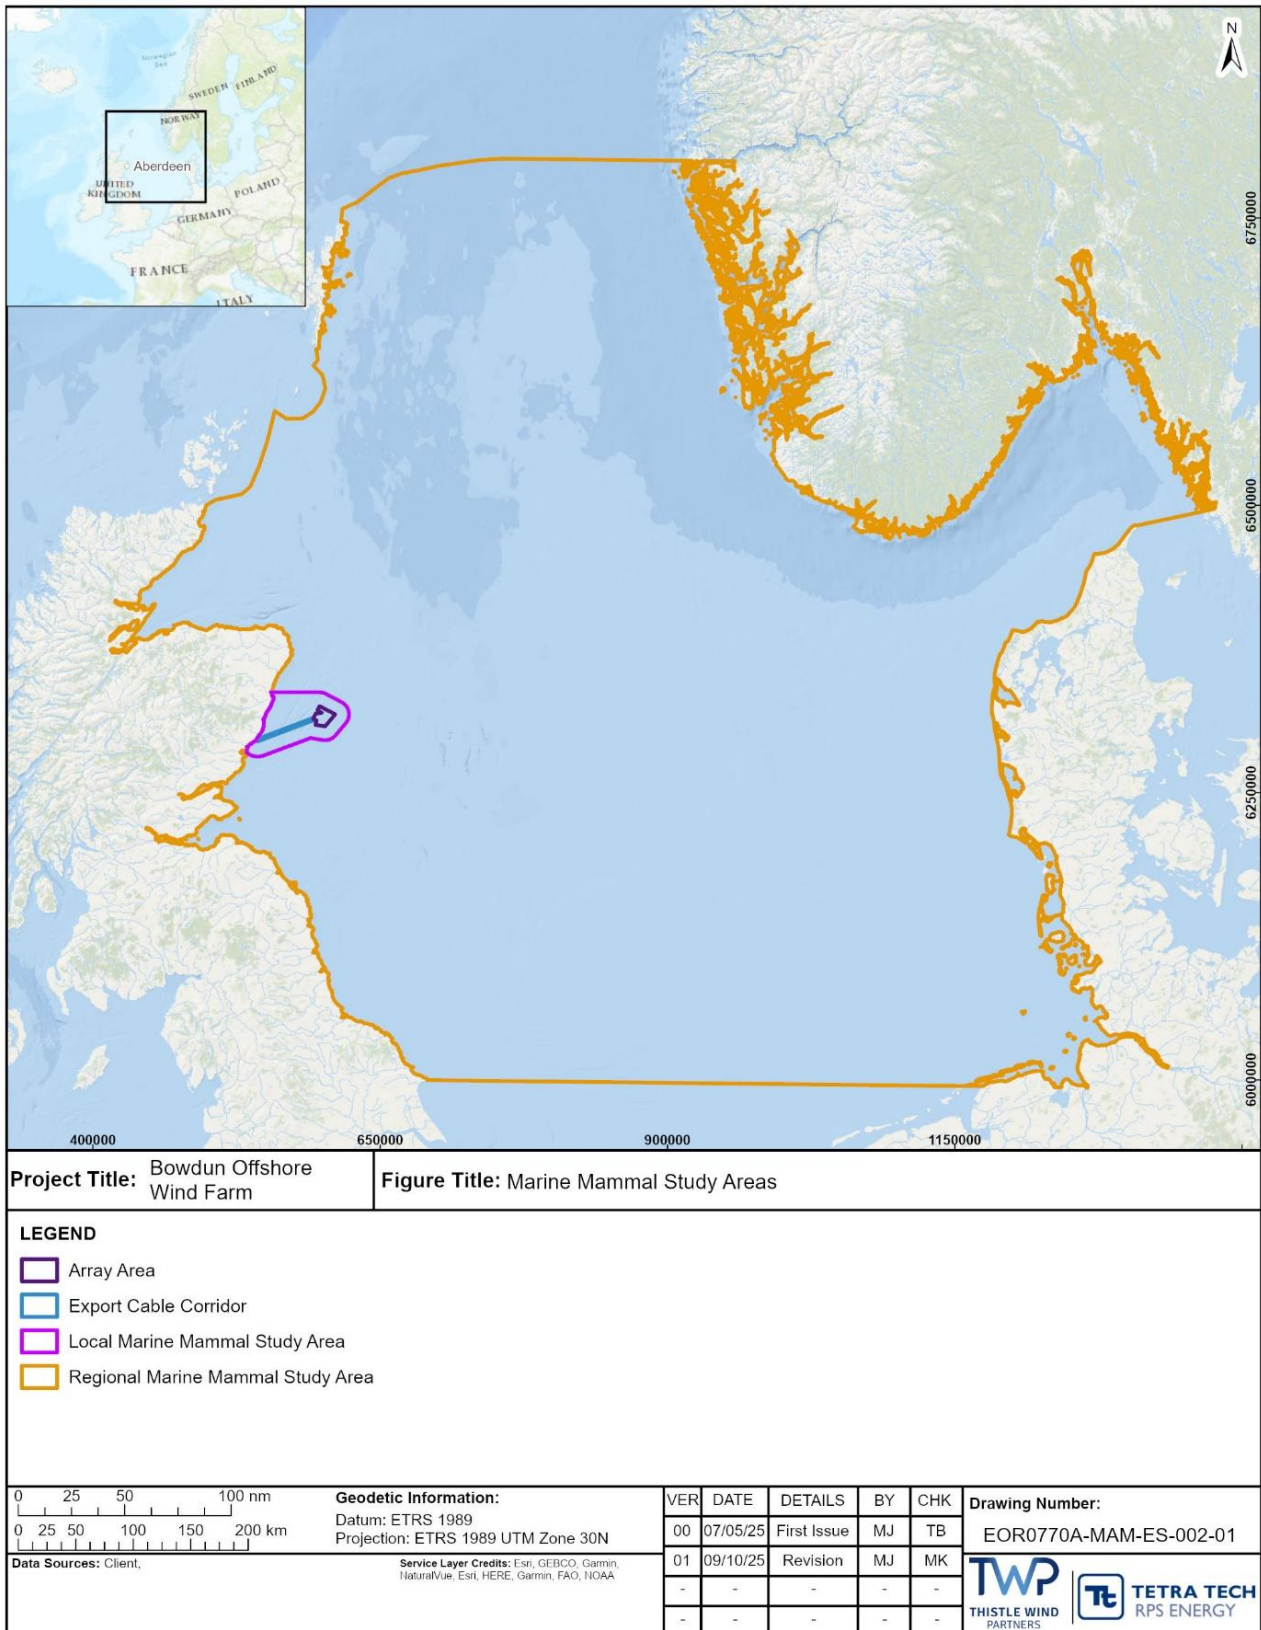 N
Norwegian
Sea
SWEDEN
FINLAND
NORWAY
Aberdeen
UNITED
KINGDOM
POLAND
GERMANY
FRANCE
ITALY
6750000
6500000
6250000
6000000
400000
650000
900000
1150000
Project Title: Bowdun Offshore
Wind Farm
Figure Title: Marine Mammal Study Areas
LEGEND
Array Area
Export Cable Corridor
Local Marine Mammal Study Area
Regional Marine Mammal Study Area
0 25 50 100 nm
0 25 50 100 150 200 km
Geodetic Information:
Datum: ETRS 1989
Projection: ETRS 1989 UTM Zone 30N
Data Sources: Client,
Service Layer Credits: Esri, GEBCO, Garmin,
NaturalVue, Esri, HERE, Garmin, FAO, NOAA
VER DATE DETAILS BY CHK
00 07/05/25 First Issue MJ TB
01 09/10/25 Revision MJ MK
- - - - -
- - - - -
Drawing Number:
EOR0770A-MAM-ES-002-01
TWP
THISTLE WIND
PARTNERS
Tt
TETRA TECH
RPS ENERGY